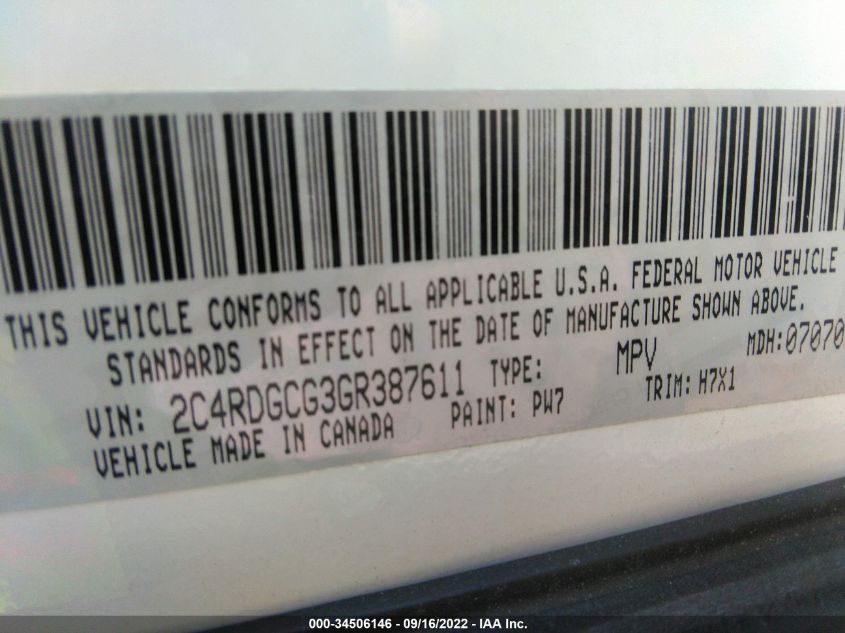 THIS VEHICLE CONFORMS TO ALL APPLICABLE U.S.A. FEDERAL MOTOR VEHICLE
STANDARDS IN EFFECT ON THE DATE OF MANUFACTURE SHOWN ABOVE.
VIN: 2C4RDGCG3GR387611 TYPE: MPV MDH:07070
VEHICLE MADE IN CANADA PAINT: PW7 TRIM: H7X1
000-34506146 - 09/16/2022 - IAA Inc.